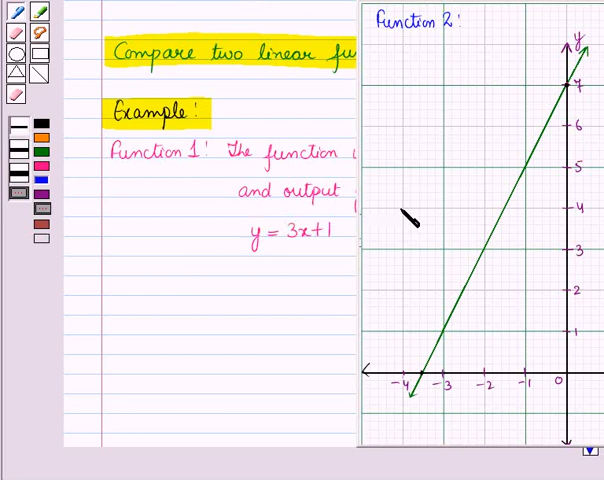 Function 2:
Compare two linear fu
Example:
Function 1: The function
and output
y = 3x+1
y
7
6
5
4
3
2
1
-4 -3 -2 -1 0